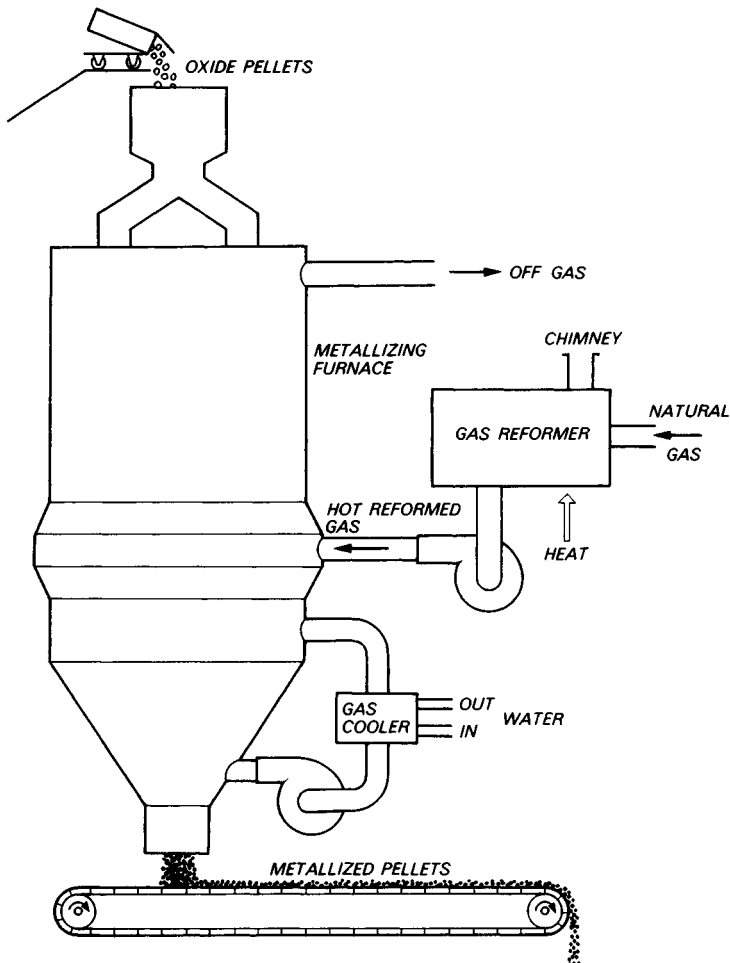 OXIDE PELLETS
OFF GAS
CHIMNEY
METALLIZING
FURNACE
NATURAL
GAS REFORMER
GAS
HOT REFORMED
GAS
HEAT
GAS
COOLER
OUT
WATER
IN
METALLIZED PELLETS